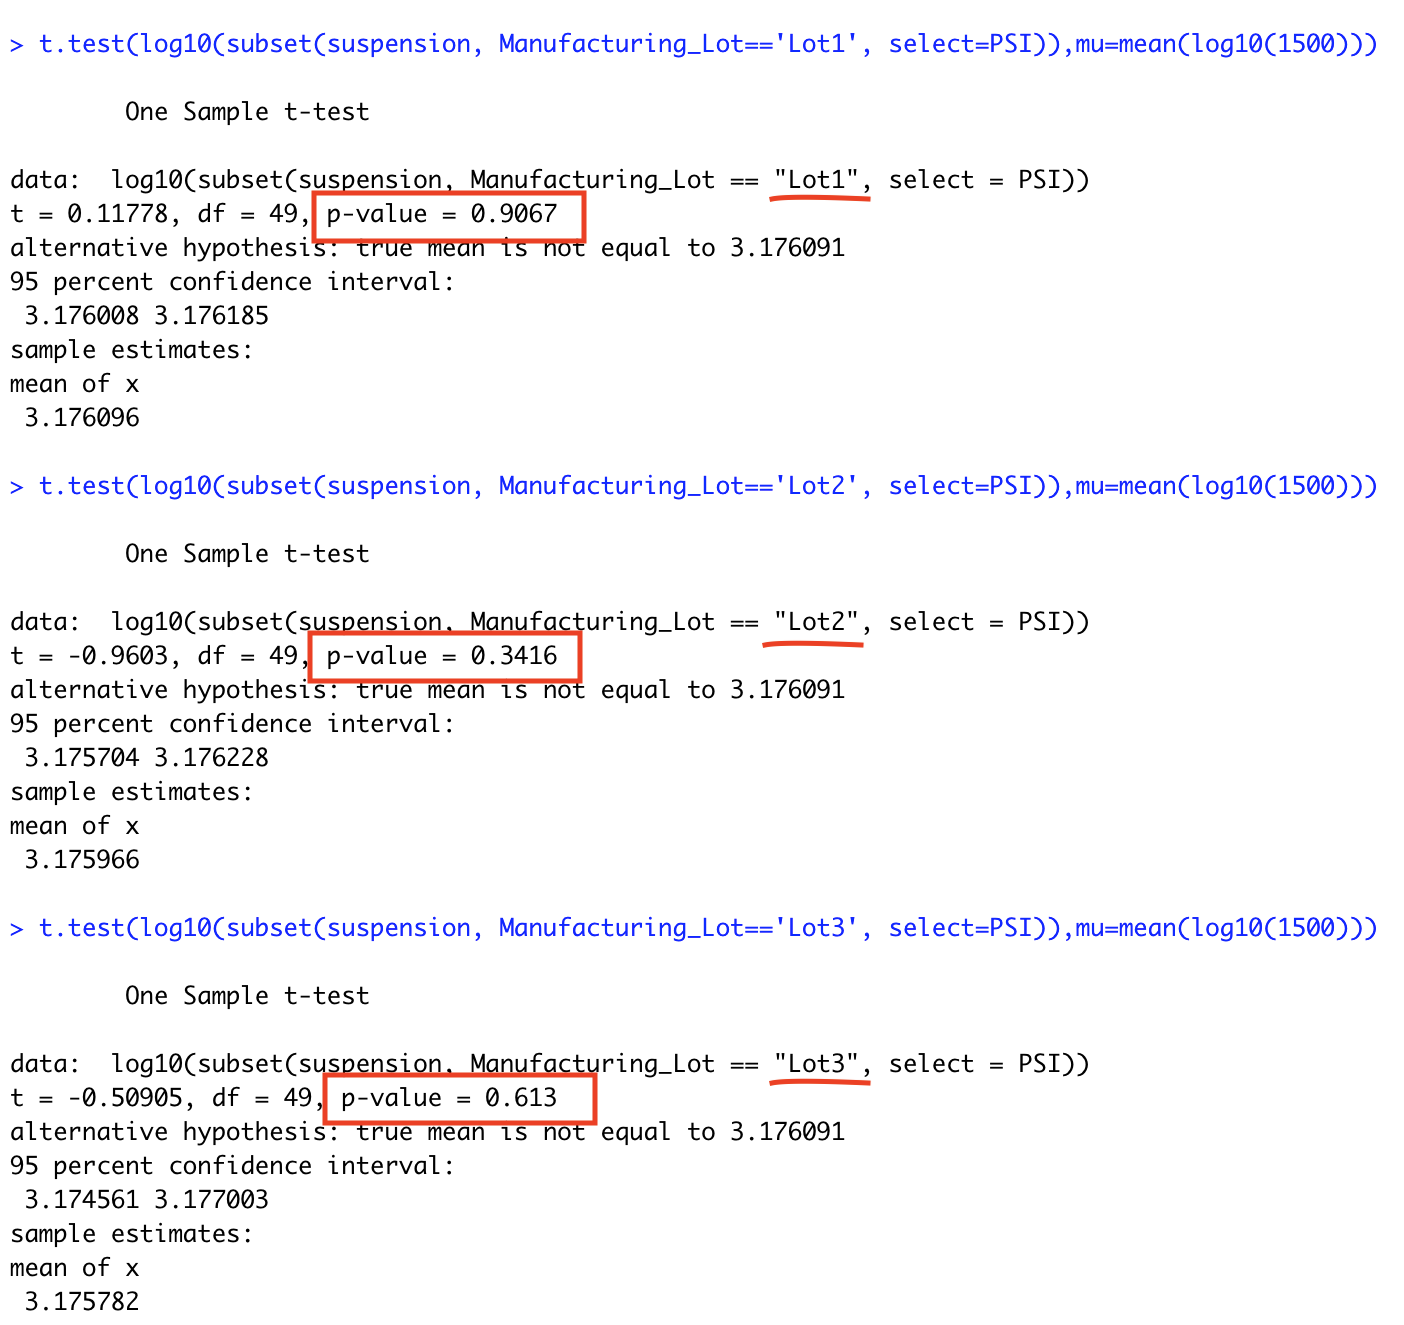 > t.test(log10(subset(suspension, Manufacturing_Lot=='Lot1', select=PSI)),mu=mean(log10(1500)))
One Sample t-test
data:  log10(subset(suspension, Manufacturing_Lot == "Lot1", select = PSI))
t = 0.11778, df = 49, p-value = 0.9067
alternative hypothesis: true mean is not equal to 3.176091
95 percent confidence interval:
3.176008 3.176185
sample estimates:
mean of x
3.176096
> t.test(log10(subset(suspension, Manufacturing_Lot=='Lot2', select=PSI)),mu=mean(log10(1500)))
One Sample t-test
data:  log10(subset(suspension, Manufacturing_Lot == "Lot2", select = PSI))
t = -0.9603, df = 49, p-value = 0.3416
alternative hypothesis: true mean is not equal to 3.176091
95 percent confidence interval:
3.175704 3.176228
sample estimates:
mean of x
3.175966
> t.test(log10(subset(suspension, Manufacturing_Lot=='Lot3', select=PSI)),mu=mean(log10(1500)))
One Sample t-test
data:  log10(subset(suspension, Manufacturing_Lot == "Lot3", select = PSI))
t = -0.50905, df = 49, p-value = 0.613
alternative hypothesis: true mean is not equal to 3.176091
95 percent confidence interval:
3.174561 3.177003
sample estimates:
mean of x
3.175782